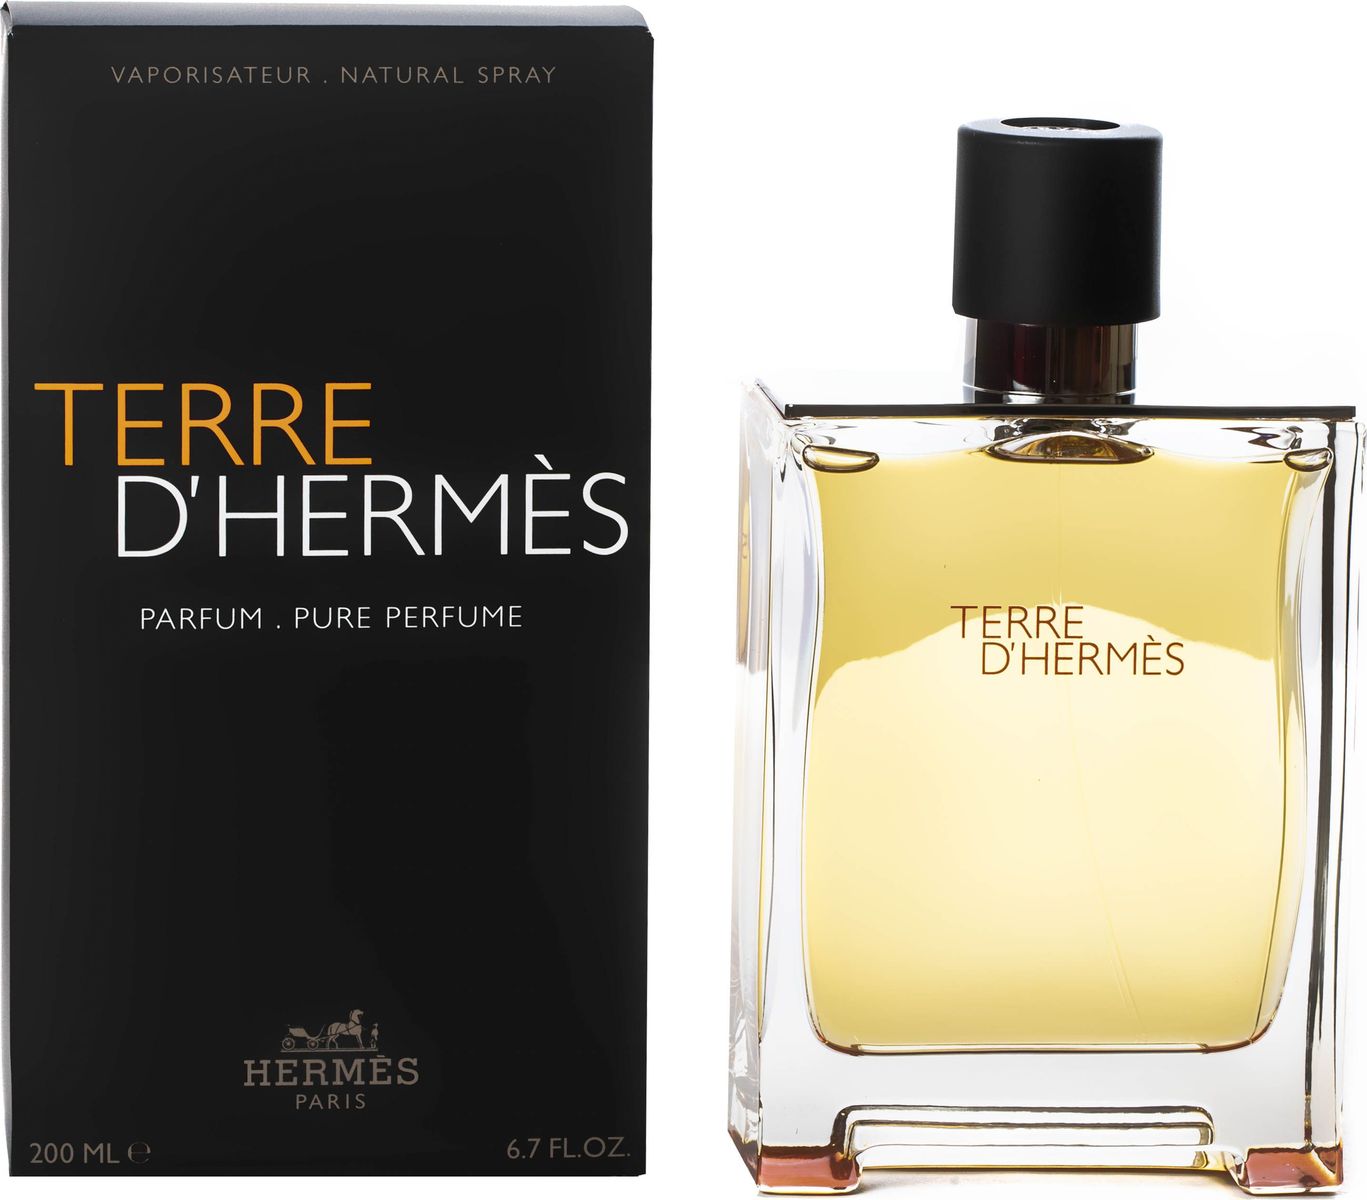 VAPORISATEUR . NATURAL SPRAY
TERRE
D'HERMÈS
PARFUM . PURE PERFUME
HERMÈS
PARIS
200 ML ℮
6.7 FL.OZ.
TERRE
D'HERMÈS